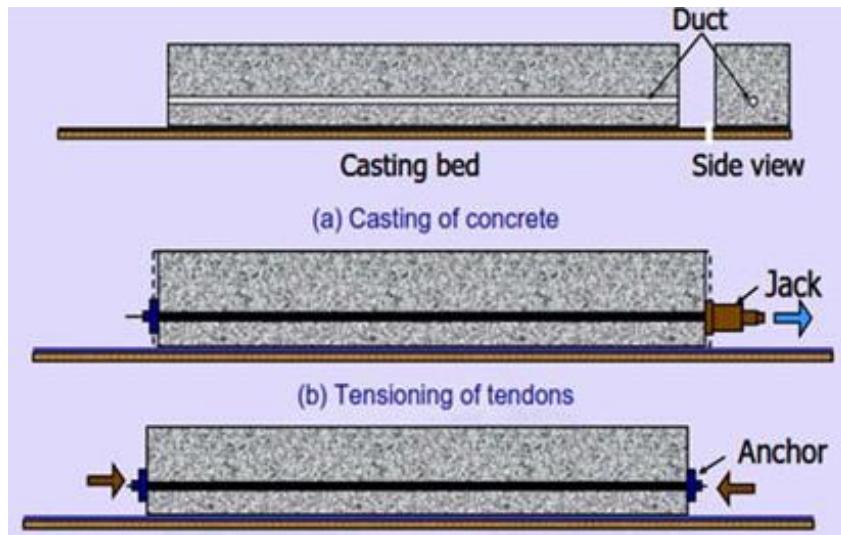 Duct
Casting bed
Side view
(a) Casting of concrete
Jack
(b) Tensioning of tendons
Anchor